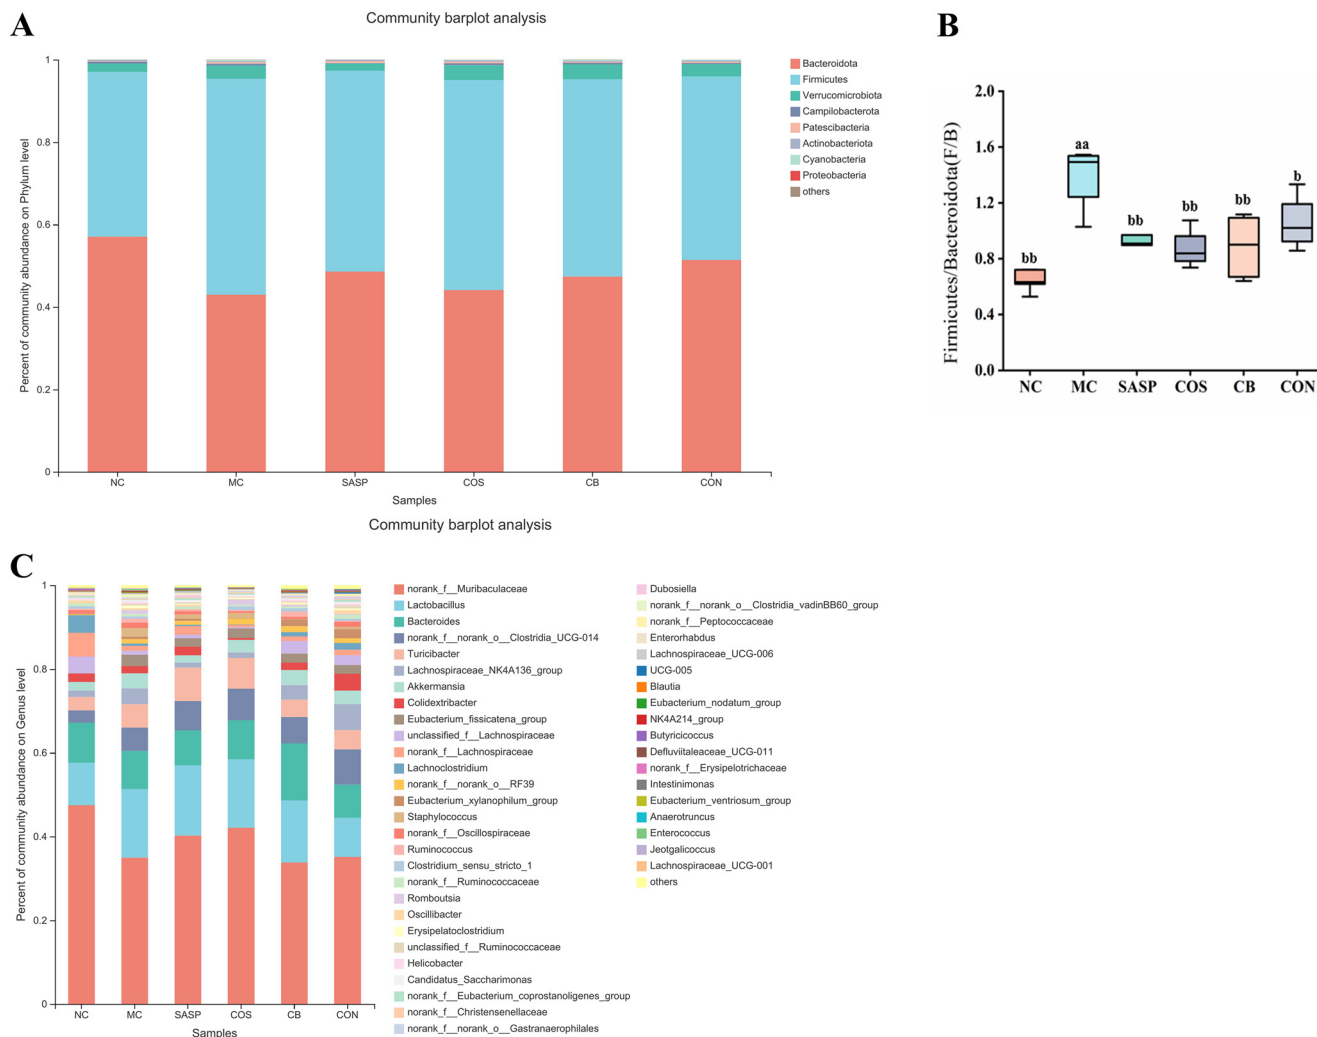 A
Community barplot analysis
Percent of community abundance on Phylum level
1
0.8
0.6
0.4
0.2
0
NC MC SASP COS CB CON
Samples
Bacteroidota
Firmicutes
Verrucomicrobiota
Campilobacterota
Patescibacteria
Actinobacteriota
Cyanobacteria
Proteobacteria
others
B
Firmicutes/Bacteroidota(F/B)
2.0
1.6
1.2
0.8
0.4
0.0
bb aa bb bb bb b
NC MC SASP COS CB CON
C
Community barplot analysis
Percent of community abundance on Genus level
1
0.8
0.6
0.4
0.2
0
NC MC SASP COS CB CON
Samples
norank_f__Muribaculaceae
Lactobacillus
Bacteroides
norank_f__norank_o__Clostridia_UCG-014
Turicibacter
Lachnospiraceae_NK4A136_group
Akkermansia
Colidextribacter
Eubacterium_fissicatena_group
unclassified_f__Lachnospiraceae
norank_f__Lachnospiraceae
Lachnoclostridium
norank_f__norank_o__RF39
Eubacterium_xylanophilum_group
Staphylococcus
norank_f__Oscillospiraceae
Ruminococcus
Clostridium_sensu_stricto_1
norank_f__Ruminococcaceae
Romboutsia
Oscillibacter
Erysipelatoclostridium
unclassified_f__Ruminococcaceae
Helicobacter
Candidatus_Saccharimonas
norank_f__Eubacterium_coprostanoligenes_group
norank_f__Christensenellaceae
norank_f__norank_o__Gastranaerophilales
Dubosiella
norank_f__norank_o__Clostridia_vadinBB60_group
norank_f__Peptococcaceae
Enterorhabdus
Lachnospiraceae_UCG-006
UCG-005
Blautia
Eubacterium_nodatum_group
NK4A214_group
Butyricicoccus
Defluviitaleaceae_UCG-011
norank_f__Erysipelotrichaceae
Intestinimonas
Eubacterium_ventriosum_group
Anaerotruncus
Enterococcus
Jeotgalicoccus
Lachnospiraceae_UCG-001
others